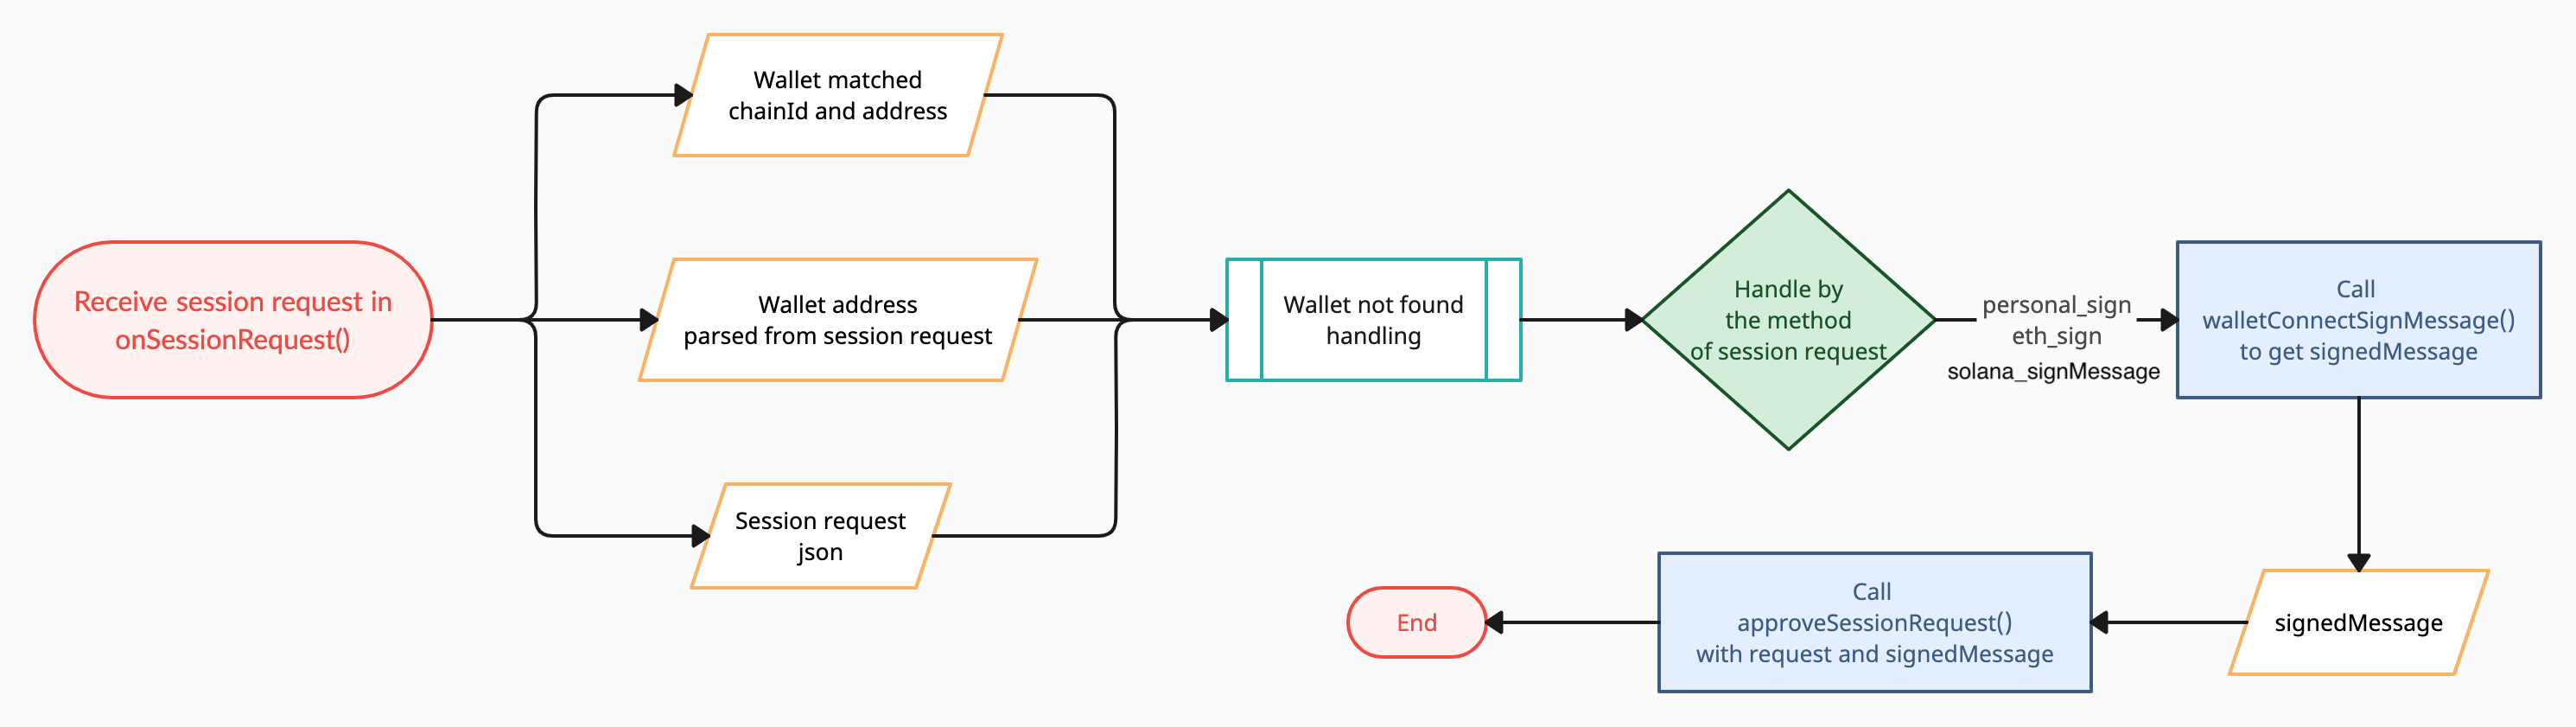 Receive session request in
onSessionRequest()
Wallet matched
chainId and address
Wallet address
parsed from session request
Session request
json
Wallet not found
handling
Handle by
the method
of session request
personal_sign
eth_sign
solana_signMessage
Call
walletConnectSignMessage()
to get signedMessage
signedMessage
Call
approveSessionRequest()
with request and signedMessage
End